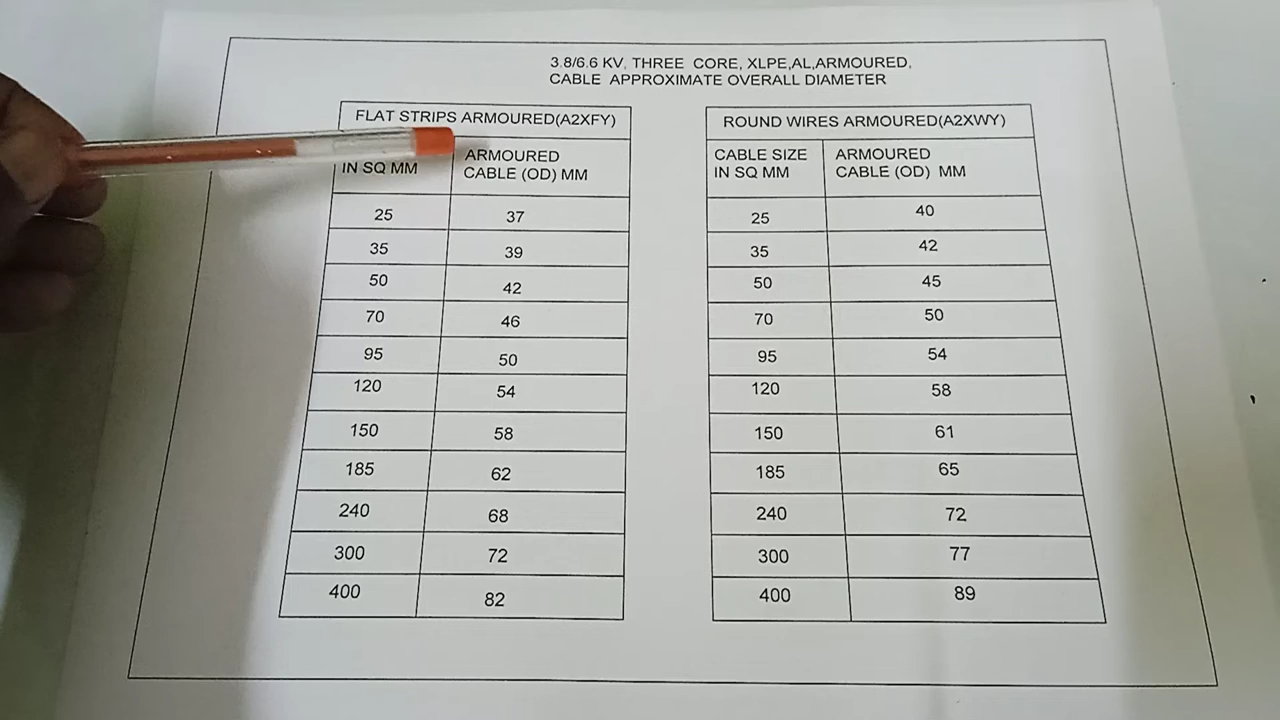 3.8/6.6 KV, THREE CORE, XLPE,AL,ARMOURED,
CABLE APPROXIMATE OVERALL DIAMETER
FLAT STRIPS ARMOURED(A2XFY)
IN SQ MM
ARMOURED
CABLE (OD) MM
25 37
35 39
50 42
70 46
95 50
120 54
150 58
185 62
240 68
300 72
400 82
ROUND WIRES ARMOURED(A2XWY)
CABLE SIZE
IN SQ MM
ARMOURED
CABLE (OD) MM
25 40
35 42
50 45
70 50
95 54
120 58
150 61
185 65
240 72
300 77
400 89